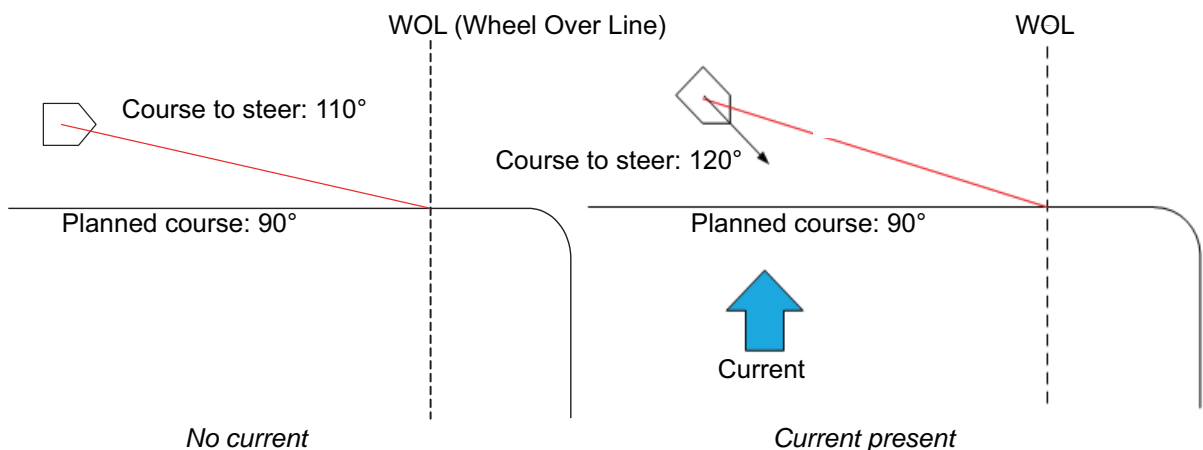 WOL (Wheel Over Line)
Course to steer: 110°
Planned course: 90°
No current
WOL
Course to steer: 120°
Planned course: 90°
Current
Current present